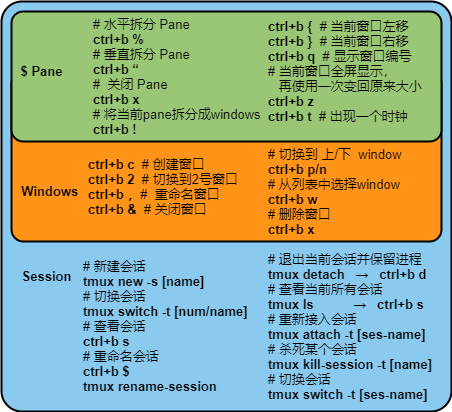 $ Pane
# 水平拆分 Pane
ctrl+b %
# 垂直拆分 Pane
ctrl+b “
#  关闭 Pane
ctrl+b x
# 将当前pane拆分成windows
ctrl+b !
ctrl+b {  # 当前窗口左移
ctrl+b }  # 当前窗口右移
ctrl+b q  # 显示窗口编号
# 当前窗口全屏显示，
再使用一次变回原来大小
ctrl+b z
ctrl+b t  # 出现一个时钟
Windows
ctrl+b c  # 创建窗口
ctrl+b 2  # 切换到2号窗口
ctrl+b ,  #  重命名窗口
ctrl+b &  # 关闭窗口
# 切换到 上/下  window
ctrl+b p/n
# 从列表中选择window
ctrl+b w
# 删除窗口
ctrl+b x
Session
# 新建会话
tmux new -s [name]
# 切换会话
tmux switch -t [num/name]
# 查看会话
ctrl+b s
# 重命名会话
ctrl+b $
tmux rename-session
# 退出当前会话并保留进程
tmux detach  →  ctrl+b d
# 查看当前所有会话
tmux ls  →  ctrl+b s
# 重新接入会话
tmux attach -t [ses-name]
# 杀死某个会话
tmux kill-session -t [name]
# 切换会话
tmux switch -t [ses-name]